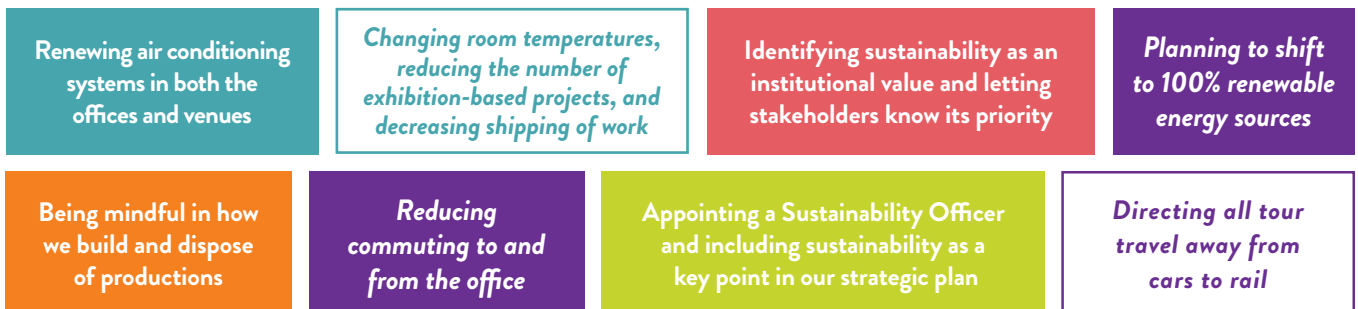 Renewing air conditioning
systems in both the
offices and venues
Changing room temperatures,
reducing the number of
exhibition-based projects, and
decreasing shipping of work
Identifying sustainability as an
institutional value and letting
stakeholders know its priority
Planning to shift
to 100% renewable
energy sources
Being mindful in how
we build and dispose
of productions
Reducing
commuting to and
from the office
Appointing a Sustainability Officer
and including sustainability as a
key point in our strategic plan
Directing all tour
travel away from
cars to rail